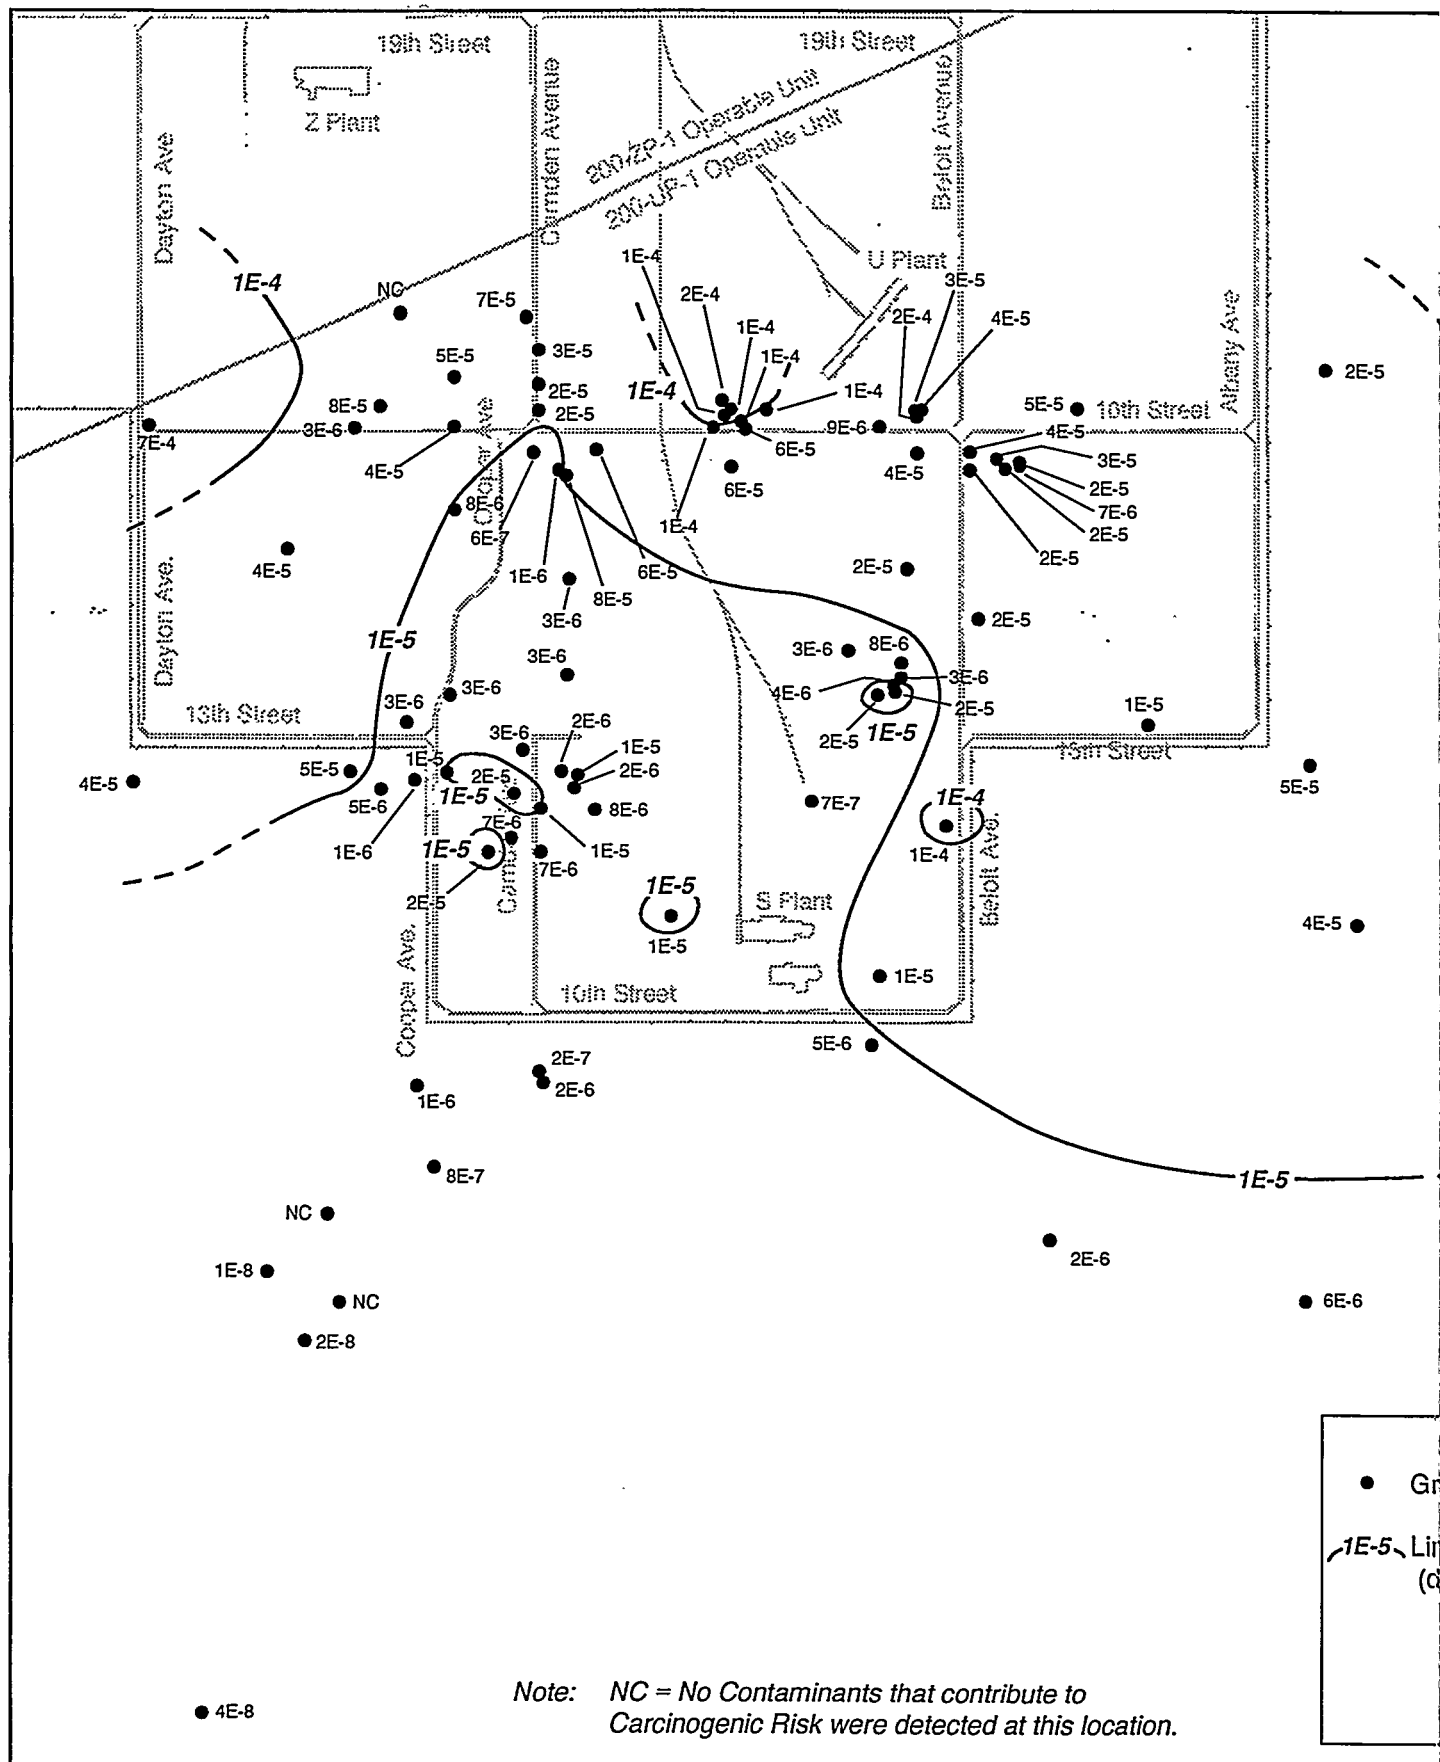 19th Street
19th Street
Z Plant
Camden Avenue
Beloit Avenue
Dayton Ave
200-ZP-1 Operable Unit
200-UP-1 Operable Unit
1E-4
U Plant
3E-5
1E-4
NC
2E-4
7E-5
2E-4
4E-5
1E-4
Albany Ave
3E-5
1E-4
5E-5
2E-5
2E-5
1E-4
1E-4
8E-5
2E-5
5E-5
10th Street
7E-4
3E-6
9E-6
4E-5
6E-5
4E-5
Cooper Ave
4E-5
3E-5
6E-5
2E-5
8E-6
7E-6
1E-4
6E-7
2E-5
2E-5
4E-5
1E-6
6E-5
2E-5
8E-5
3E-6
Dayton Ave.
1E-5
2E-5
3E-6
8E-6
3E-6
3E-6
4E-6
3E-6
3E-6
2E-5
13th Street
2E-6
2E-5
1E-5
1E-5
3E-6
1E-5
13th Street
1E-5
5E-5
2E-5
2E-6
4E-5
5E-5
5E-6
1E-5
8E-6
7E-7
1E-4
7E-6
1E-6
1E-5
1E-5
1E-4
7E-6
Beloit Ave.
2E-5
1E-5
S Plant
1E-5
4E-5
1E-5
10th Street
Cooper Ave.
5E-6
2E-7
2E-6
1E-6
8E-7
1E-5
NC
2E-6
1E-8
NC
6E-6
2E-8
1E-5
4E-8
Note: NC = No Contaminants that contribute to
Carcinogenic Risk were detected at this location.